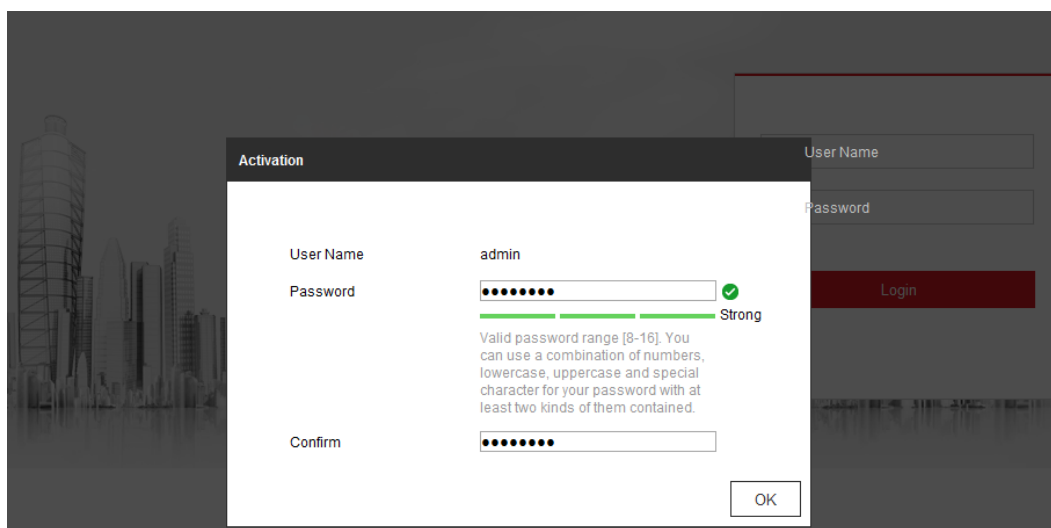 Activation
User Name
Password
Login
User Name admin
Password ●●●●●●●●
Strong
Valid password range [8-16]. You
can use a combination of numbers,
lowercase, uppercase and special
character for your password with at
least two kinds of them contained.
Confirm ●●●●●●●●
OK